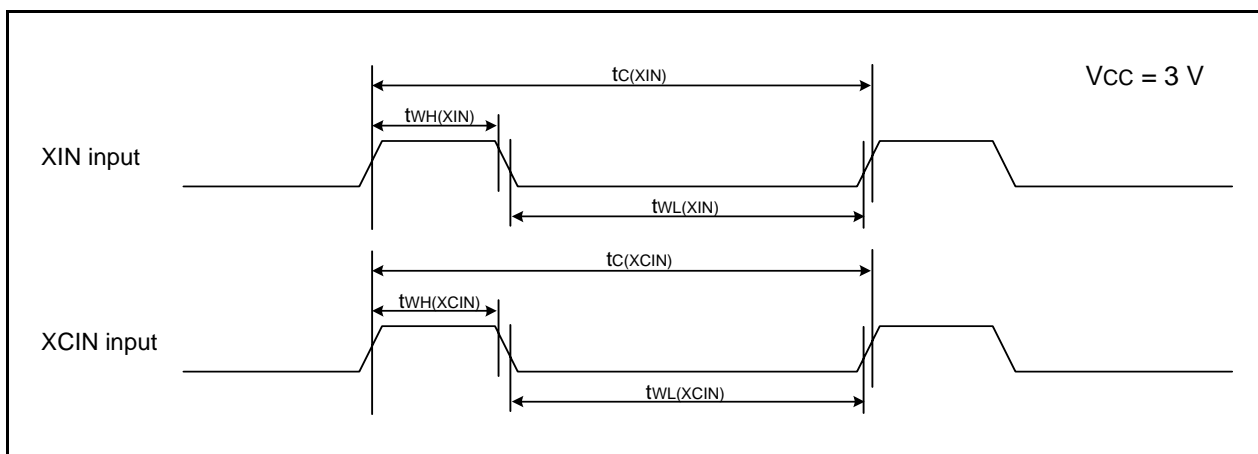 tC(XIN)
VCC = 3 V
tWH(XIN)
XIN input
tWL(XIN)
tC(XCIN)
tWH(XCIN)
XCIN input
tWL(XCIN)